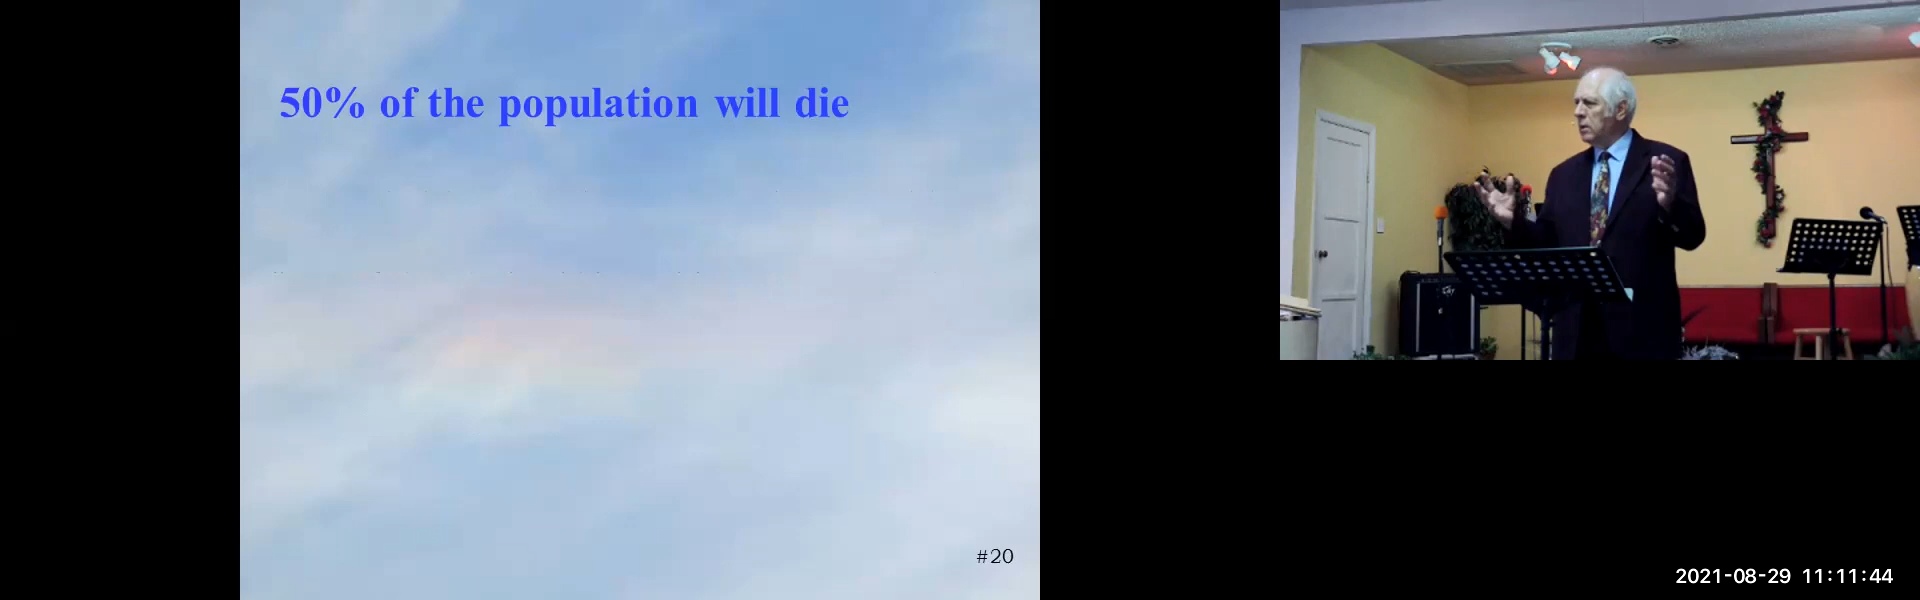 50% of the population will die
#20
2021-08-29 11:11:44